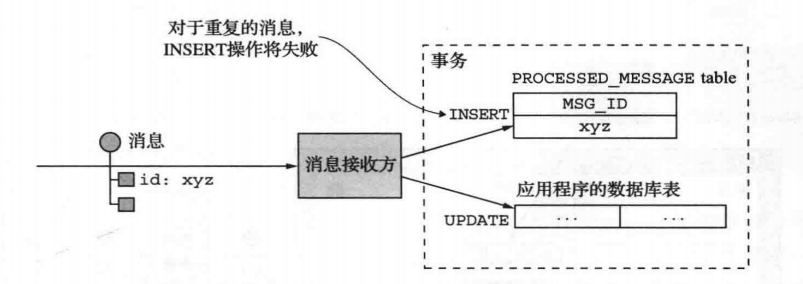 对于重复的消息，
INSERT操作将失败
事务
PROCESSED_MESSAGE table
MSG_ID
INSERT
xyz
消息
消息接收方
id: xyz
应用程序的数据库表
UPDATE
...
...